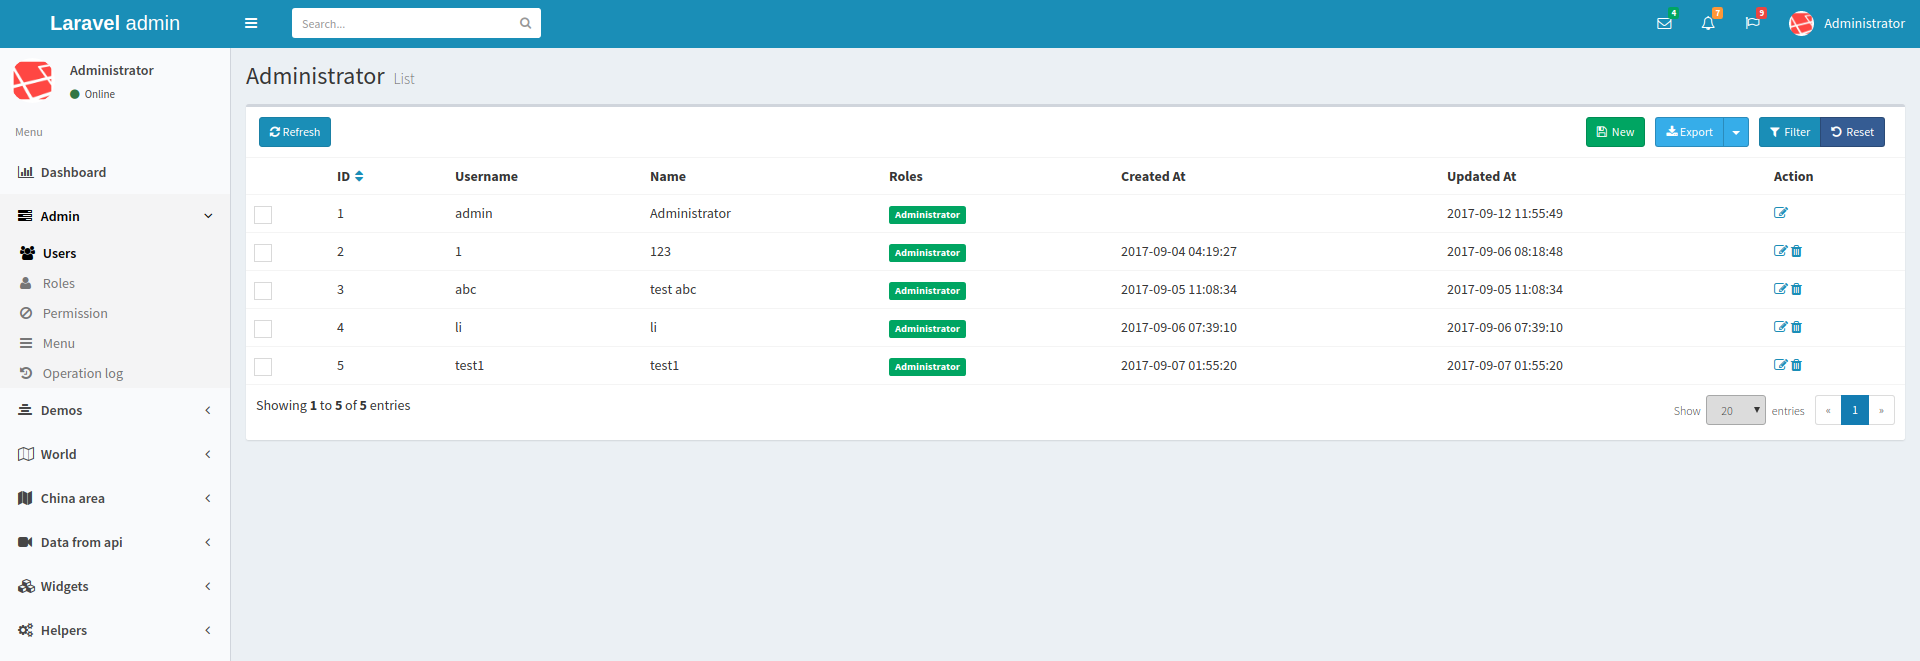 Laravel admin
Search...
4
7
9
Administrator
Administrator
Online
Menu
Dashboard
Admin
Users
Roles
Permission
Menu
Operation log
Demos
World
China area
Data from api
Widgets
Helpers
Administrator List
Refresh
New
Export
Filter
Reset
ID Username Name Roles Created At Updated At Action
1 admin Administrator Administrator 2017-09-12 11:55:49
2 1 123 Administrator 2017-09-04 04:19:27 2017-09-06 08:18:48
3 abc test abc Administrator 2017-09-05 11:08:34 2017-09-05 11:08:34
4 li li Administrator 2017-09-06 07:39:10 2017-09-06 07:39:10
5 test1 test1 Administrator 2017-09-07 01:55:20 2017-09-07 01:55:20
Showing 1 to 5 of 5 entries
Show 20 entries « 1 »